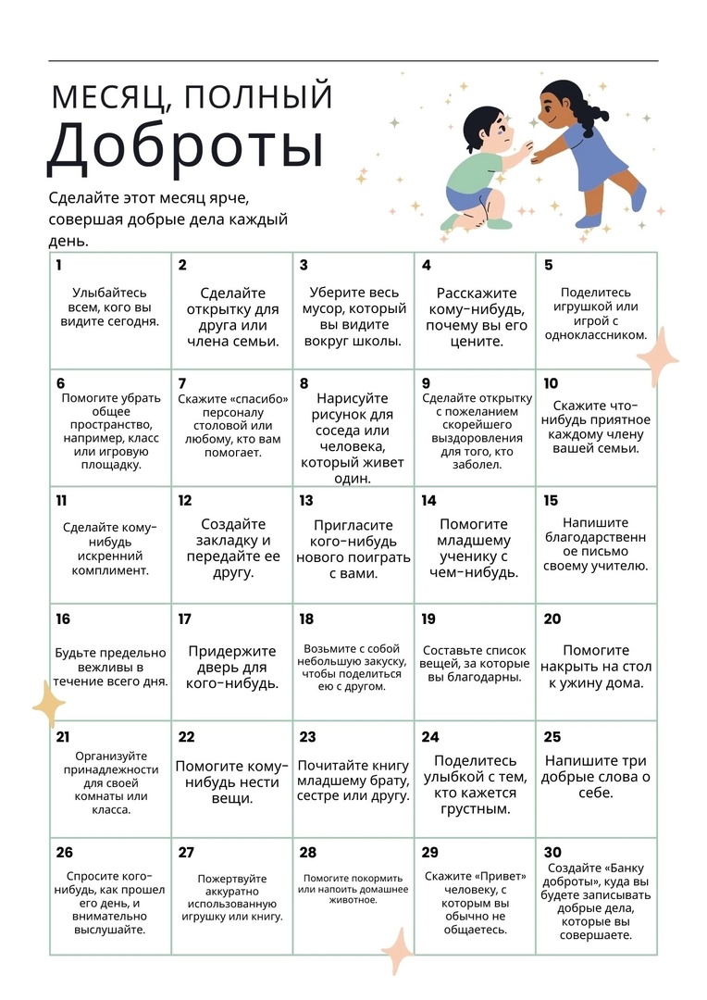 МЕСЯЦ, ПОЛНЫЙ
Доброты
Сделайте этот месяц ярче,
совершая добрые дела каждый
день.
1
Улыбайтесь
всем, кого вы
видите сегодня.
2
Сделайте
открытку для
друга или
члена семьи.
3
Уберите весь
мусор, который
вы видите
вокруг школы.
4
Расскажите
кому-нибудь,
почему вы его
цените.
5
Поделитесь
игрушкой или
игрой с
одноклассником.
6
Помогите убрать
общее
пространство,
например, класс
или игровую
площадку.
7
Скажите «спасибо»
персоналу
столовой или
любому, кто вам
помогает.
8
Нарисуйте
рисунок для
соседа или
человека,
который живет
один.
9
Сделайте открытку
с пожеланием
скорейшего
выздоровления
для того, кто
заболел.
10
Скажите что-
нибудь приятное
каждому члену
вашей семьи.
11
Сделайте кому-
нибудь
искренний
комплимент.
12
Создайте
закладку и
передайте ее
другу.
13
Пригласите
кого-нибудь
нового поиграть
с вами.
14
Помогите
младшему
ученику с
чем-нибудь.
15
Напишите
благодарственн
ое письмо
своему учителю.
16
Будьте предельно
вежливы в
течение всего дня.
17
Придержите
дверь для
кого-нибудь.
18
Возьмите с собой
небольшую закуску,
чтобы поделиться
ею с другом.
19
Составьте список
вещей, за которые
вы благодарны.
20
Помогите
накрыть на стол
к ужину дома.
21
Организуйте
принадлежности
для своей
комнаты или
класса.
22
Помогите кому-
нибудь нести
вещи.
23
Почитайте книгу
младшему брату,
сестре или другу.
24
Поделитесь
улыбкой с тем,
кто кажется
грустным.
25
Напишите три
добрые слова о
себе.
26
Спросите кого-
нибудь, как прошел
его день, и
внимательно
выслушайте.
27
Пожертвуйте
аккуратно
использованную
игрушку или книгу.
28
Помогите покормить
или напоить домашнее
животное.
29
Скажите «Привет»
человеку, с
которым вы
обычно не
общаетесь.
30
Создайте «Банку
доброты», куда вы
будете записывать
добрые дела,
которые вы
совершаете.